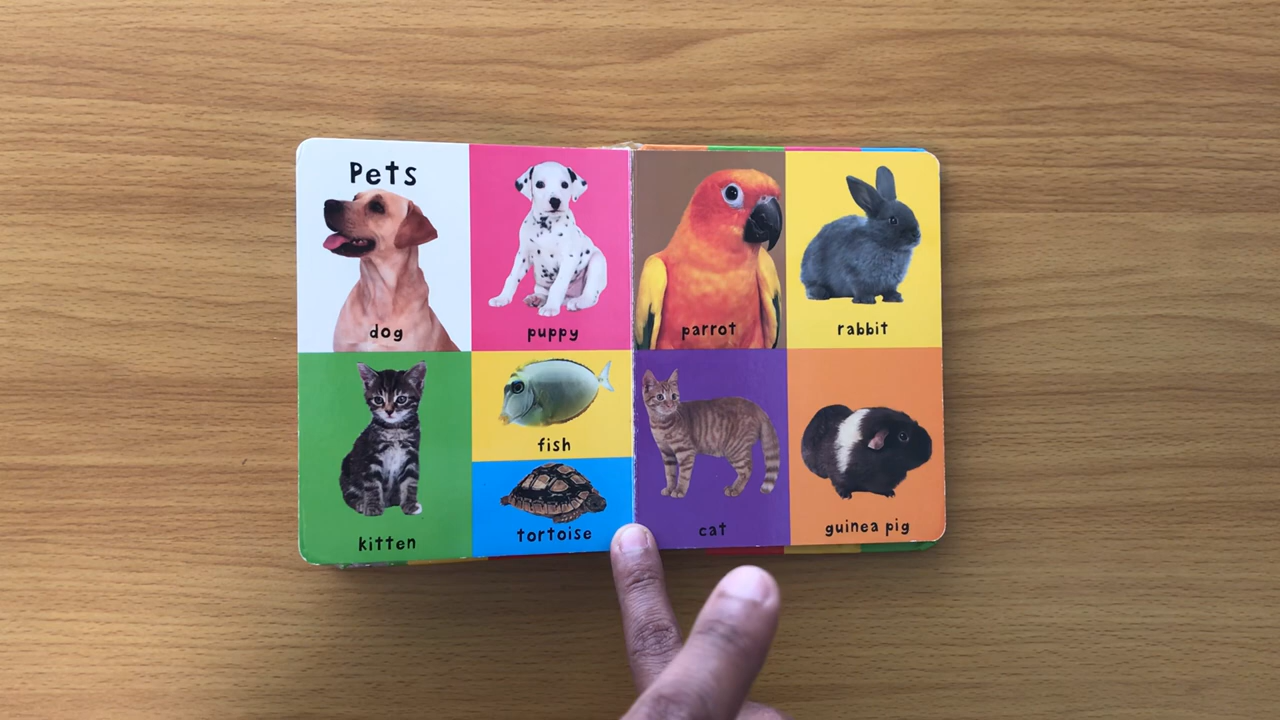 Pets
dog
puppy
parrot
rabbit
kitten
fish
tortoise
cat
guinea pig